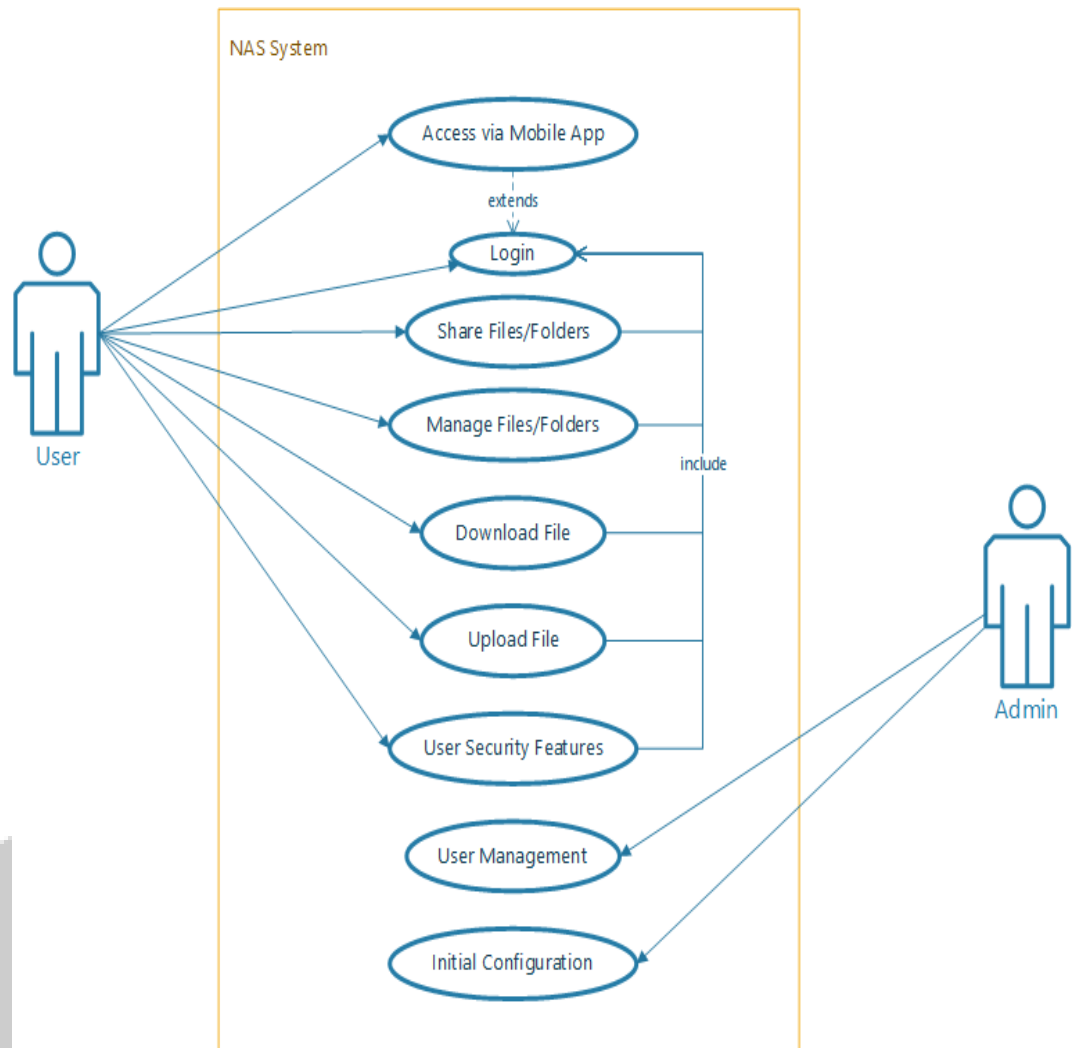 NAS System
Access via Mobile App
extends
Login
Share Files/Folders
Manage Files/Folders
include
User
Download File
Upload File
Admin
User Security Features
User Management
Initial Configuration